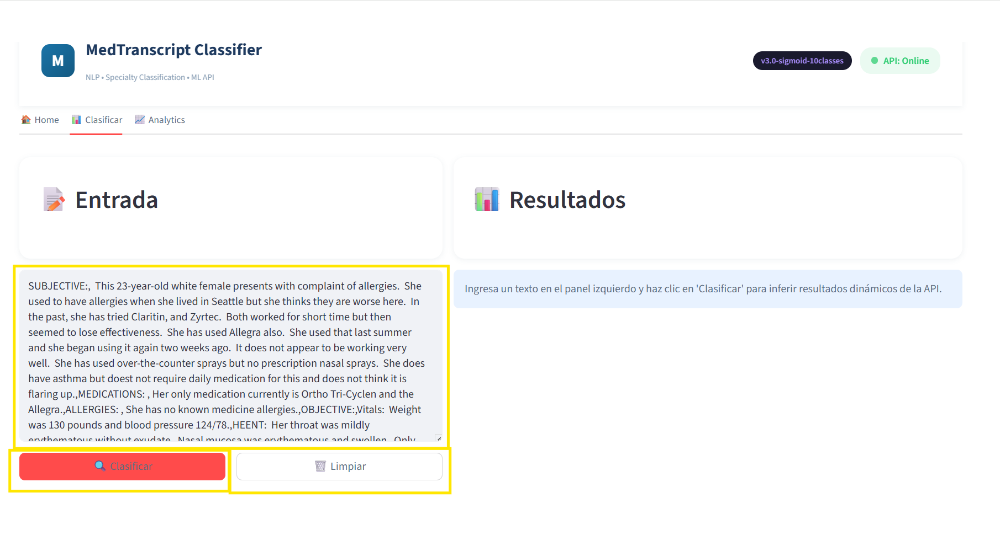 M
MedTranscript Classifier
NLP • Specialty Classification • ML API
v3.0-sigmoid-10classes
API: Online
Home
Clasificar
Analytics
Entrada
Resultados
SUBJECTIVE:,  This 23-year-old white female presents with complaint of allergies.  She
used to have allergies when she lived in Seattle but she thinks they are worse here.  In
the past, she has tried Claritin, and Zyrtec.  Both worked for short time but then
seemed to lose effectiveness.  She has used Allegra also.  She used that last summer
and she began using it again two weeks ago.  It does not appear to be working very
well.  She has used over-the-counter sprays but no prescription nasal sprays.  She does
have asthma but doest not require daily medication for this and does not think it is
flaring up.,MEDICATIONS: , Her only medication currently is Ortho Tri-Cyclen and the
Allegra.,ALLERGIES: , She has no known medicine allergies.,OBJECTIVE:,Vitals:  Weight
was 130 pounds and blood pressure 124/78.,HEENT:  Her throat was mildly
erythematous without exudate.  Nasal mucosa was erythematous and swollen.  Only
Ingresa un texto en el panel izquierdo y haz clic en 'Clasificar' para inferir resultados dinámicos de la API.
Clasificar
Limpiar